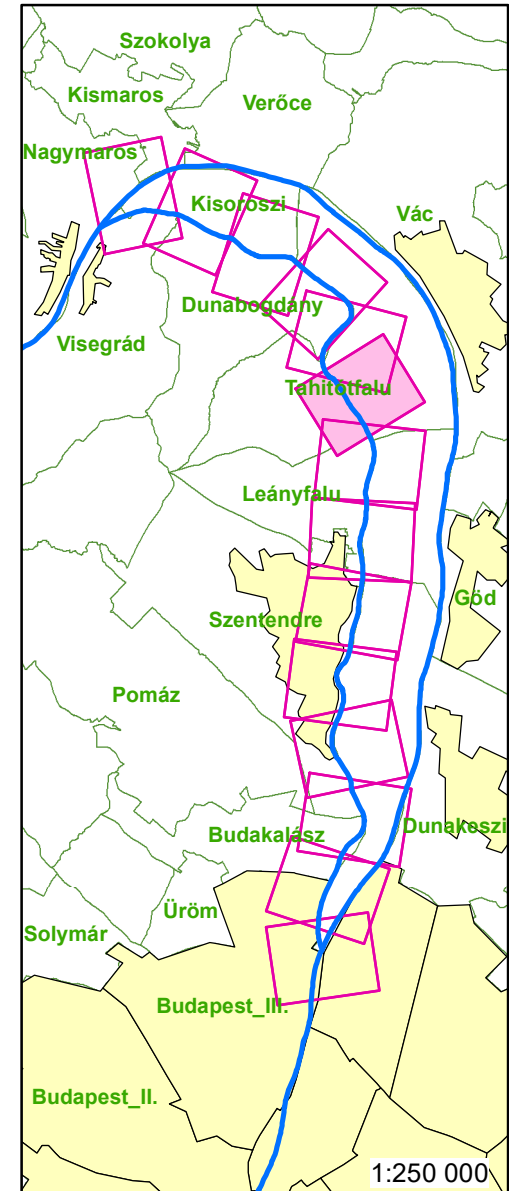 Szokolya
Kismaros
Verőce
Nagymaros
Kisoroszi
Vác
Dunabogdány
Visegrád
Tahitótfalu
Leányfalu
Göd
Szentendre
Pomáz
Dunakeszi
Budakalász
Üröm
Solymár
Budapest_III.
Budapest_II.
1:250 000